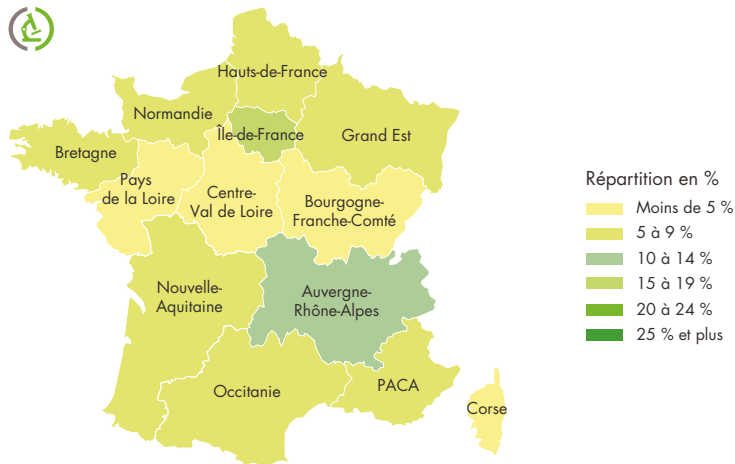 Hauts-de-France
Normandie
Île-de-France
Grand Est
Bretagne
Pays
de la Loire
Centre-
Val de Loire
Bourgogne-
Franche-Comté
Nouvelle-
Aquitaine
Auvergne-
Rhône-Alpes
Occitanie
PACA
Corse
Répartition en %
Moins de 5 %
5 à 9 %
10 à 14 %
15 à 19 %
20 à 24 %
25 % et plus